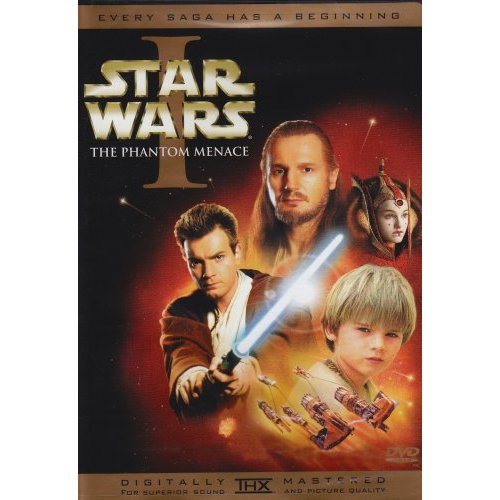 EVERY SAGA HAS A BEGINNING
I
STAR
WARS®
THE PHANTOM MENACE
DVD
DIGITALLY THX MASTERED
FOR SUPERIOR SOUND AND PICTURE QUALITY